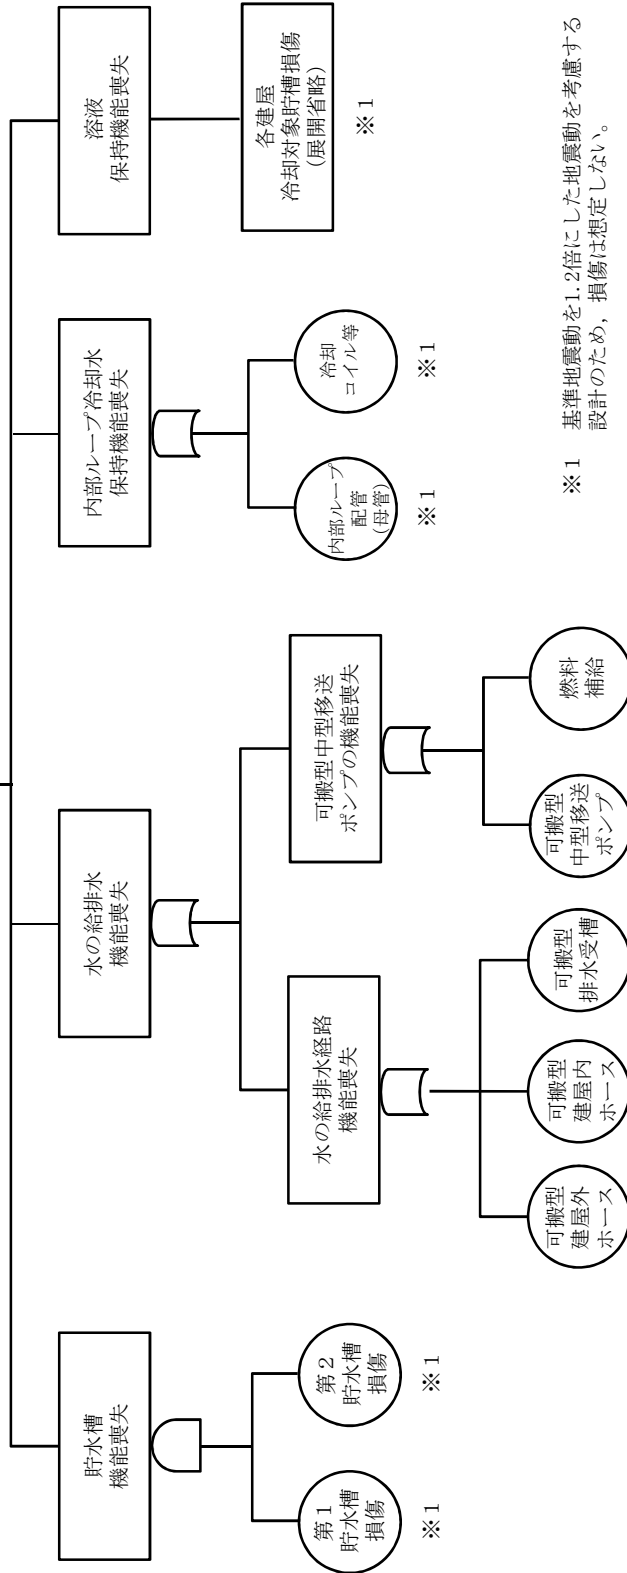 貯水槽
機能喪失
水の給排水
機能喪失
内部ループ冷却水
保持機能喪失
溶液
保持機能喪失
第1
貯水槽
損傷
※1
第2
貯水槽
損傷
※1
水の給排水経路
機能喪失
可搬型中型移送
ポンプの機能喪失
可搬型
建屋外
ホース
可搬型
建屋内
ホース
可搬型
排水受槽
可搬型
中型移送
ポンプ
燃料
補給
内部ループ
配管
(母管)
※1
冷却
コイル等
※1
各建屋
冷却対象貯槽損傷
(展開省略)
※1
※1 基準地震動を1.2倍にした地震動を考慮する
設計のため，損傷は想定しない。